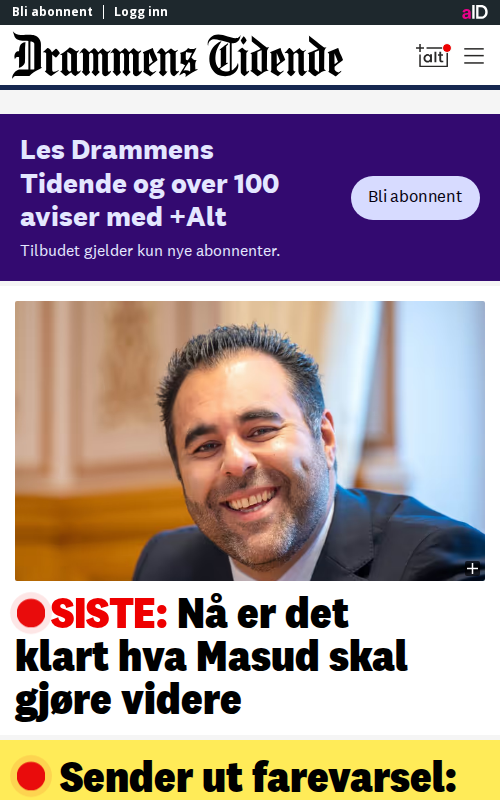 Bli abonnent | Logg inn
aID
Drammens Tidende
+alt
Les Drammens
Tidende og over 100
aviser med +Alt
Bli abonnent
Tilbudet gjelder kun nye abonnenter.
SISTE: Nå er det
klart hva Masud skal
gjøre videre
Sender ut farevarsel: